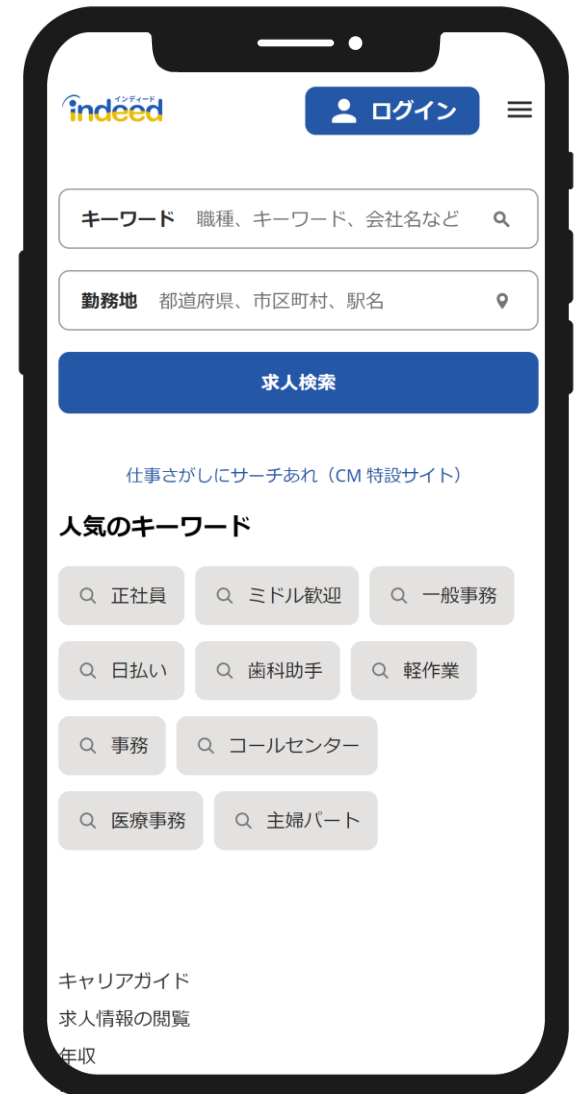 インディード
indeed
ログイン
キーワード 職種、キーワード、会社名など
勤務地 都道府県、市区町村、駅名
求人検索
仕事さがしにサーチあれ（CM 特設サイト）
人気のキーワード
正社員 ミドル歓迎 一般事務
日払い 歯科助手 軽作業
事務 コールセンター
医療事務 主婦パート
キャリアガイド
求人情報の閲覧
年収